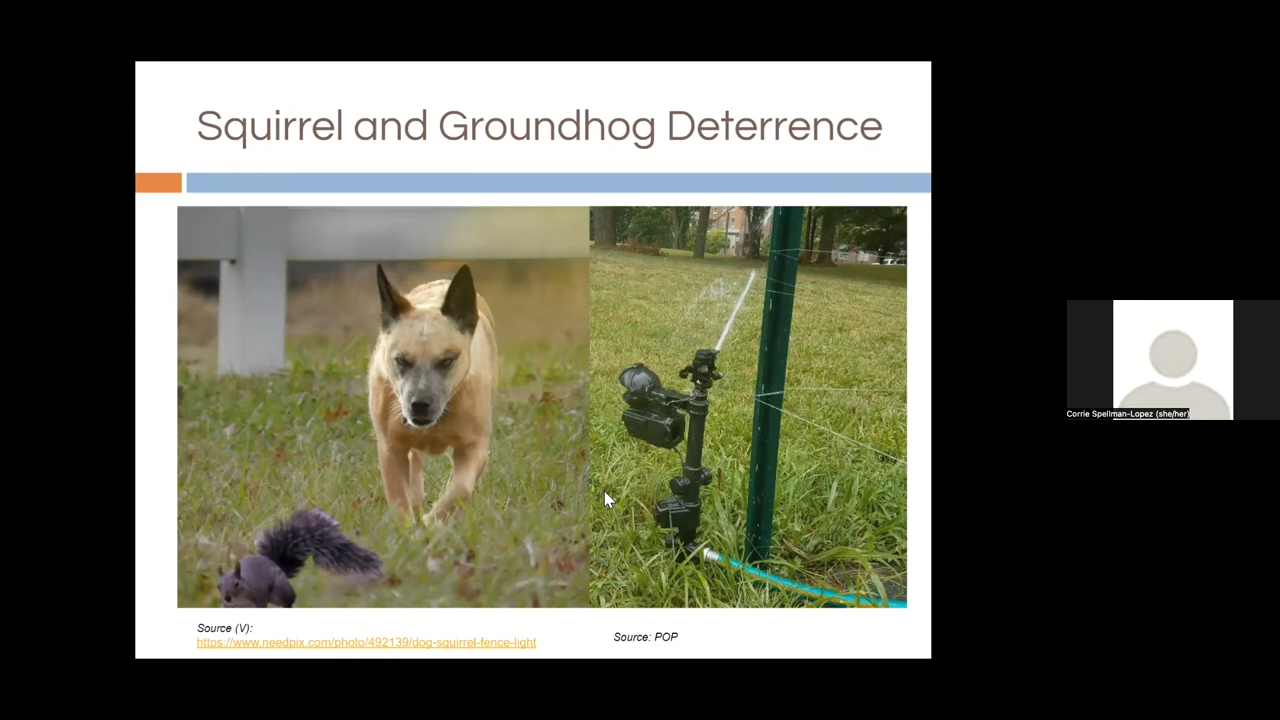 Squirrel and Groundhog Deterrence
Source (V):
https://www.needpix.com/photo/492139/dog-squirrel-fence-light
Source: POP
Corrie Spellman-Lopez (she/her)